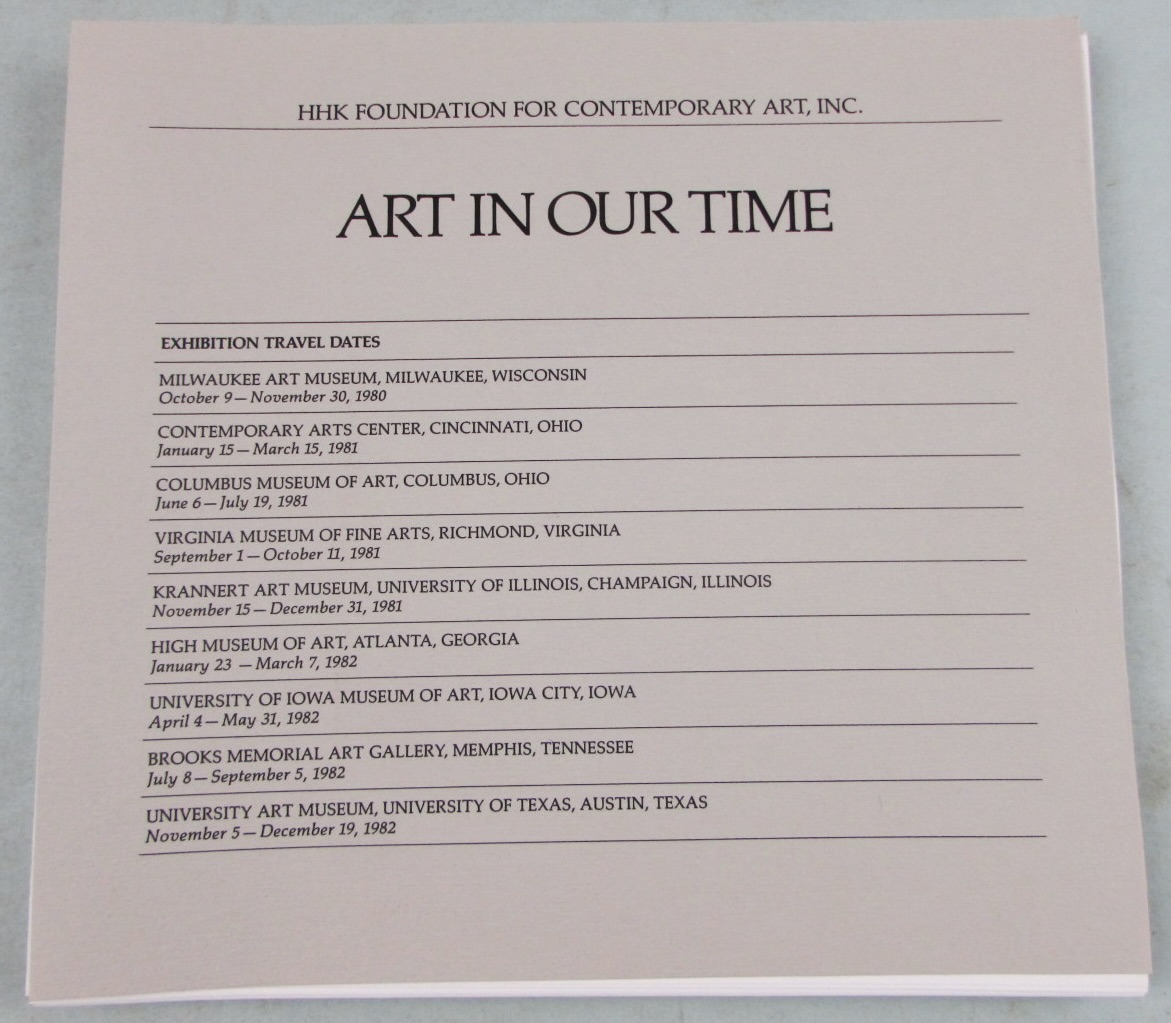 HHK FOUNDATION FOR CONTEMPORARY ART, INC.
ART IN OUR TIME
EXHIBITION TRAVEL DATES
MILWAUKEE ART MUSEUM, MILWAUKEE, WISCONSIN
October 9—November 30, 1980
CONTEMPORARY ARTS CENTER, CINCINNATI, OHIO
January 15—March 15, 1981
COLUMBUS MUSEUM OF ART, COLUMBUS, OHIO
June 6—July 19, 1981
VIRGINIA MUSEUM OF FINE ARTS, RICHMOND, VIRGINIA
September 1—October 11, 1981
KRANNERT ART MUSEUM, UNIVERSITY OF ILLINOIS, CHAMPAIGN, ILLINOIS
November 15—December 31, 1981
HIGH MUSEUM OF ART, ATLANTA, GEORGIA
January 23 —March 7, 1982
UNIVERSITY OF IOWA MUSEUM OF ART, IOWA CITY, IOWA
April 4—May 31, 1982
BROOKS MEMORIAL ART GALLERY, MEMPHIS, TENNESSEE
July 8—September 5, 1982
UNIVERSITY ART MUSEUM, UNIVERSITY OF TEXAS, AUSTIN, TEXAS
November 5—December 19, 1982